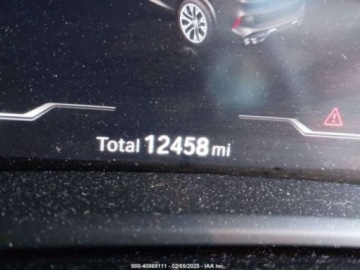 Total 12458 mi
000-40669111 - 02/05/2025 - IAA Inc.